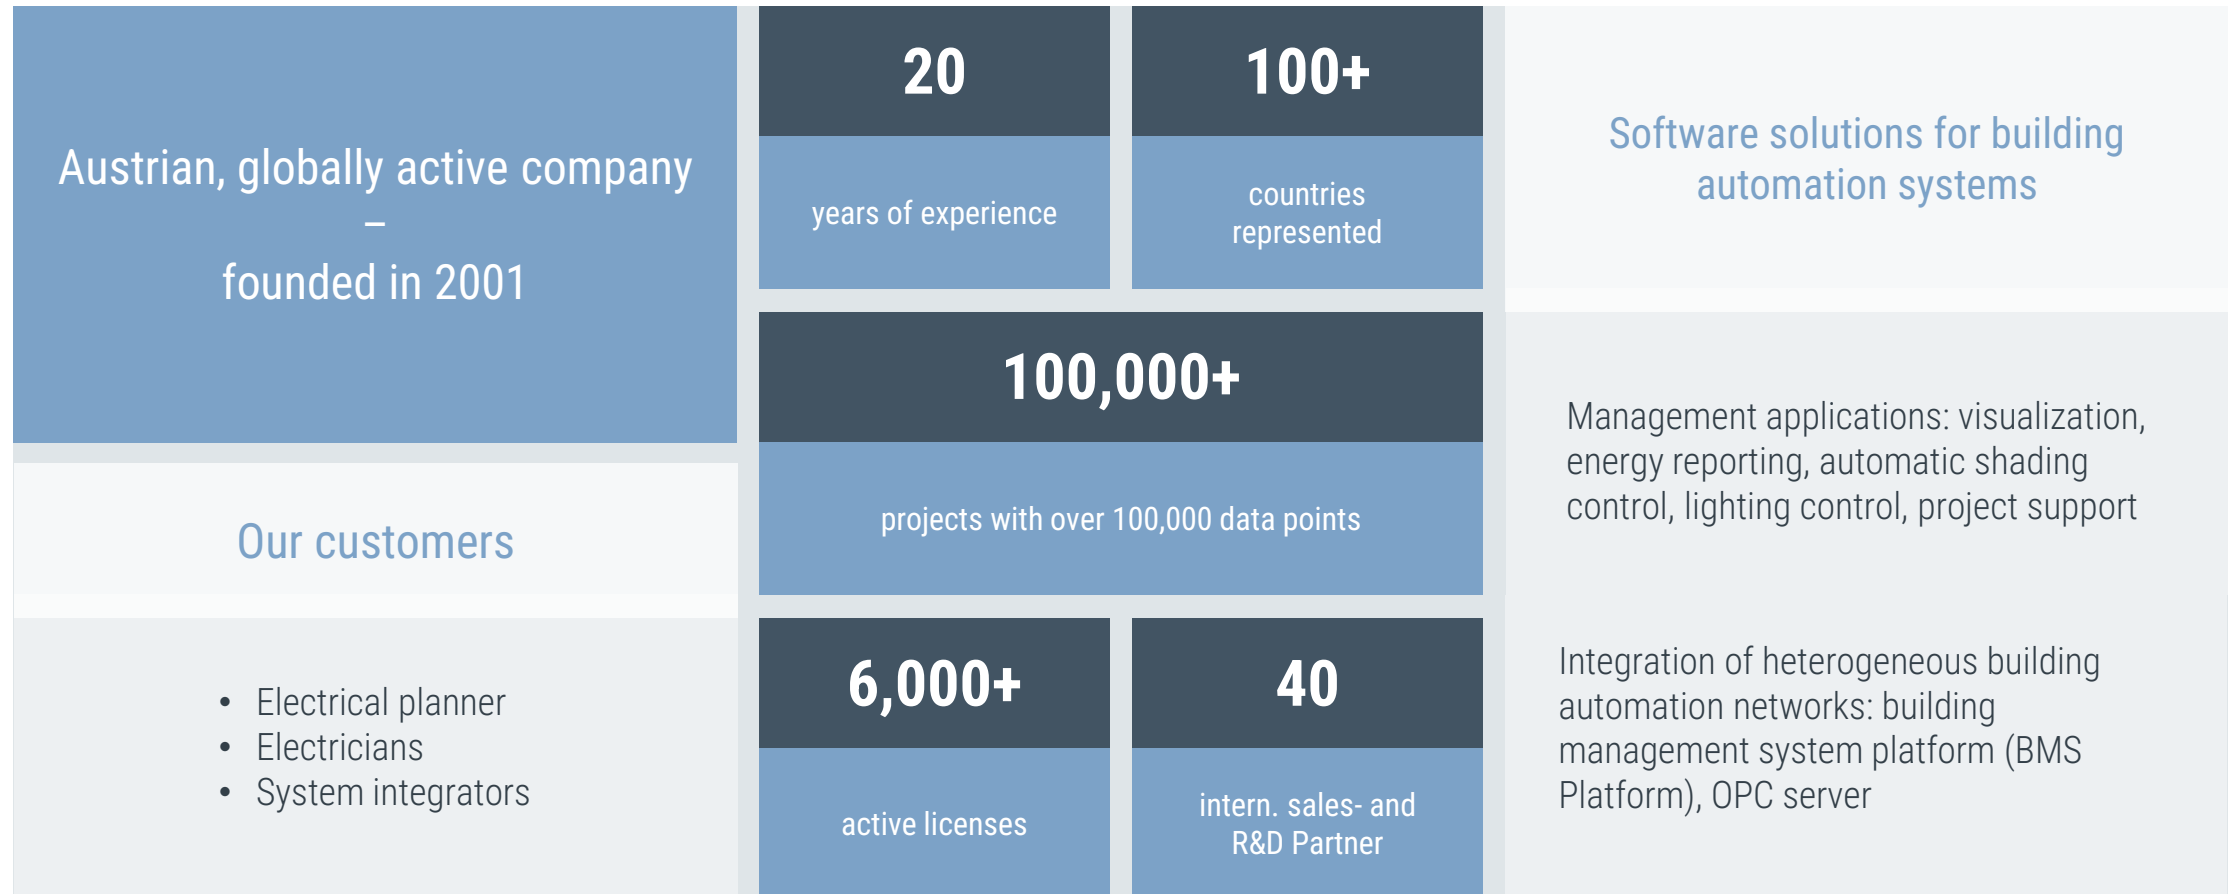 Austrian, globally active company
–
founded in 2001
Our customers
• Electrical planner
• Electricians
• System integrators
20
years of experience
100+
countries
represented
100,000+
projects with over 100,000 data points
6,000+
active licenses
40
intern. sales- and
R&D Partner
Software solutions for building
automation systems
Management applications: visualization,
energy reporting, automatic shading
control, lighting control, project support
Integration of heterogeneous building
automation networks: building
management system platform (BMS
Platform), OPC server